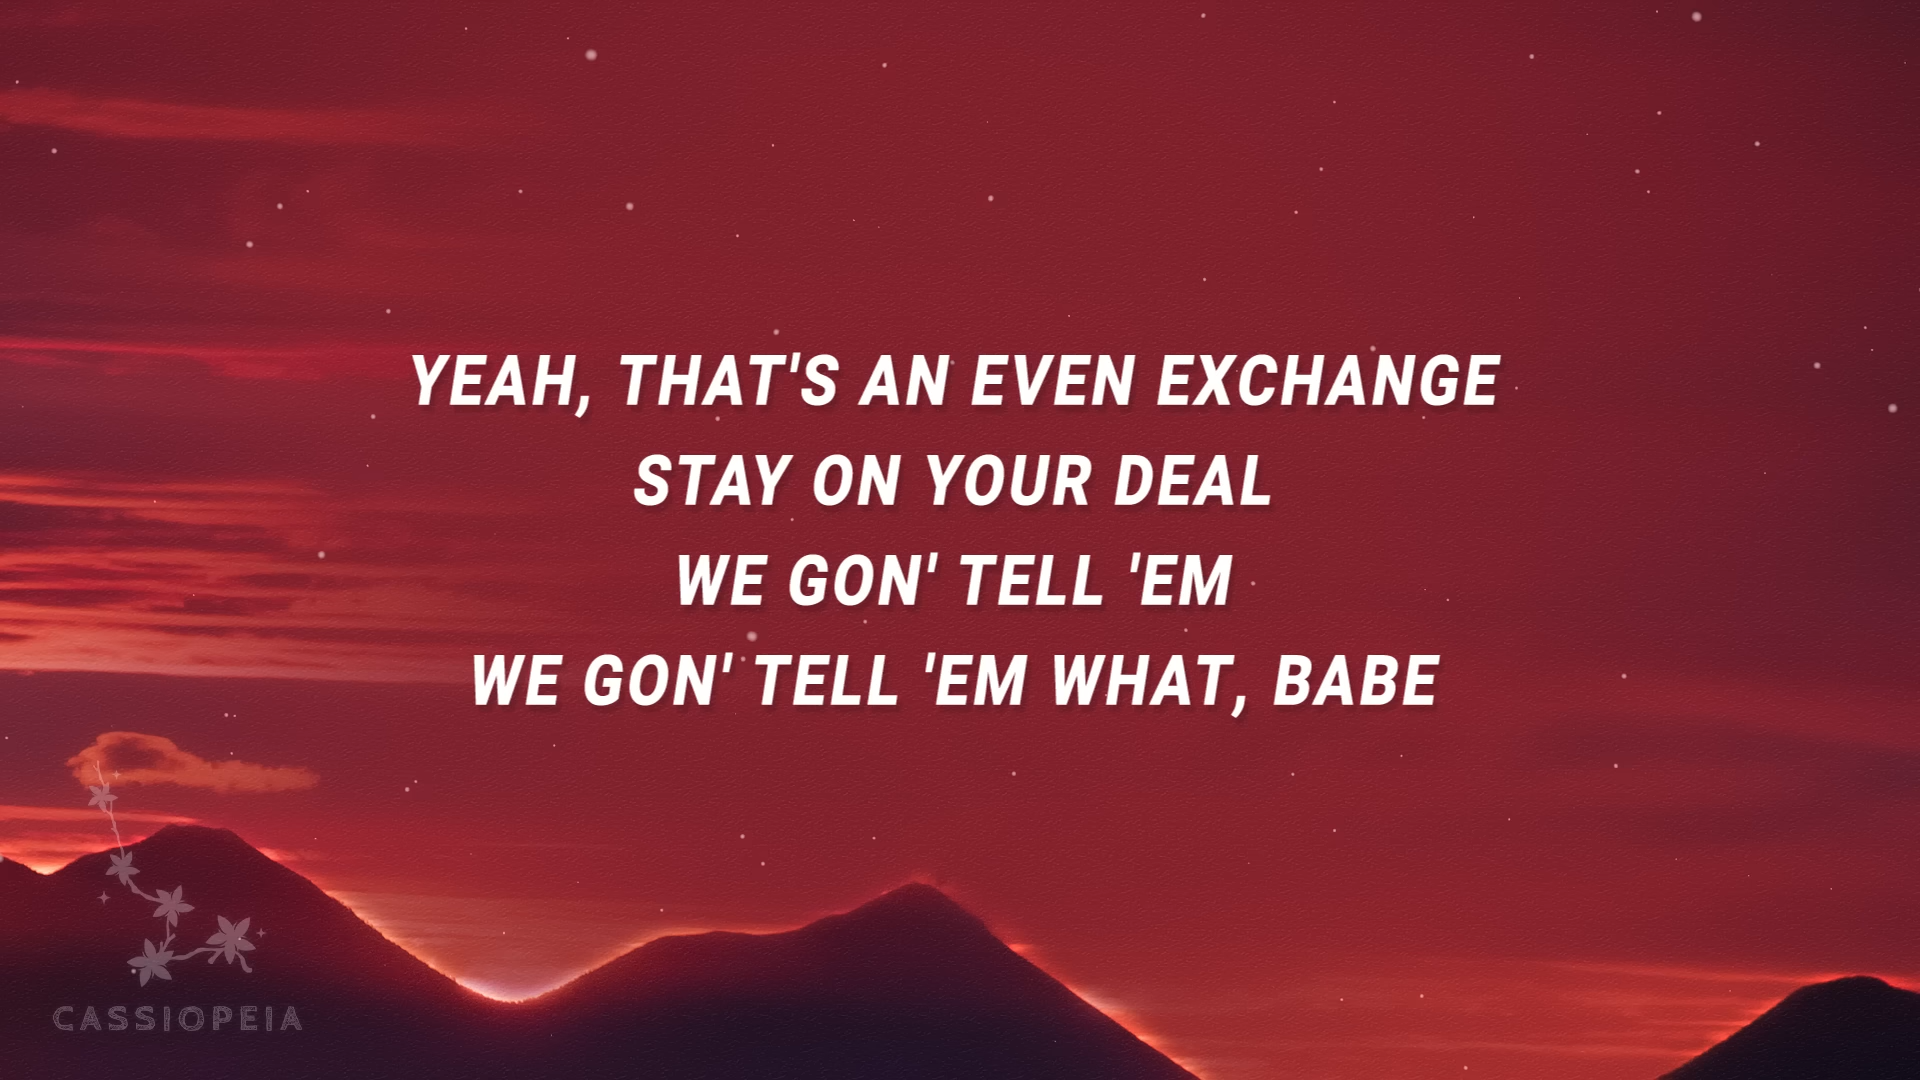 YEAH, THAT'S AN EVEN EXCHANGE
STAY ON YOUR DEAL
WE GON' TELL 'EM
WE GON' TELL 'EM WHAT, BABE
CASSIOPEIA